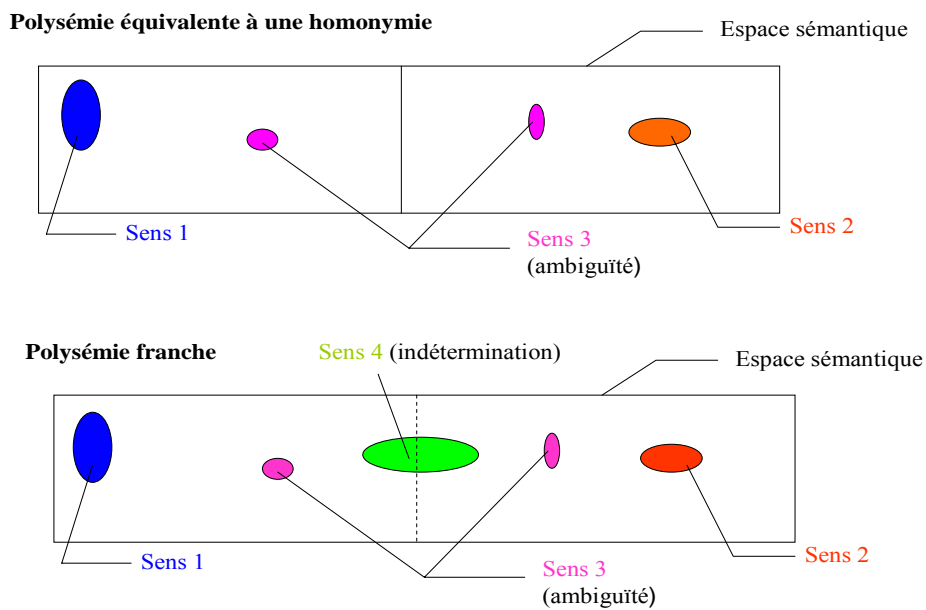 Polysémie équivalente à une homonymie
Espace sémantique
Sens 1
Sens 3
(ambiguïté)
Sens 2
Polysémie franche
Sens 4 (indétermination)
Espace sémantique
Sens 1
Sens 3
(ambiguïté)
Sens 2